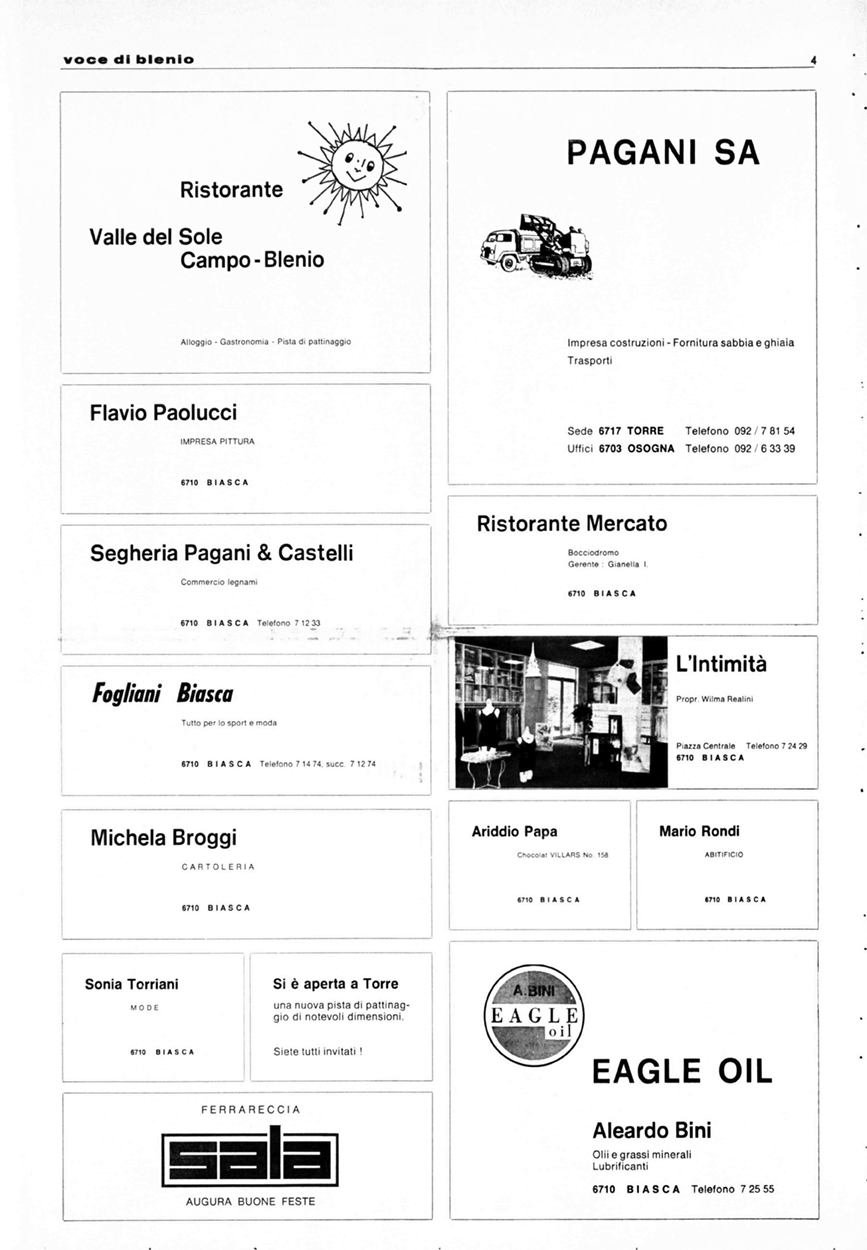 voce di blenio
4
Ristorante
Valle del Sole
Campo-Blenio
Alloggio - Gastronomia - Pista di pattinaggio
Flavio Paolucci
IMPRESA PITTURA
6710 BIASCA
Segheria Pagani & Castelli
Commercio legnami
6710 BIASCA Telefono 7 12 33
Fogliani Biasca
Tutto per lo sport e moda
6710 BIASCA Telefono 7 14 74, succ. 7 12 74
Michela Broggi
CARTOLERIA
6710 BIASCA
Sonia Torriani
MODE
6710 BIASCA
Si è aperta a Torre
una nuova pista di pattinag-
gio di notevoli dimensioni.
Siete tutti invitati !
FERRARECCIA
sala
AUGURA BUONE FESTE
PAGANI SA
Impresa costruzioni - Fornitura sabbia e ghiaia
Trasporti
Sede 6717 TORRE Telefono 092 / 7 81 54
Uffici 6703 OSOGNA Telefono 092 / 6 33 39
Ristorante Mercato
Bocciodromo
Gerente : Gianella I.
6710 BIASCA
L'Intimità
Propr. Wilma Realini
Piazza Centrale Telefono 7 24 29
6710 BIASCA
Ariddio Papa
Chocolat VILLARS No. 158
6710 BIASCA
Mario Rondi
ABITIFICIO
6710 BIASCA
A. BINI
EAGLE
oil
EAGLE OIL
Aleardo Bini
Olii e grassi minerali
Lubrificanti
6710 BIASCA Telefono 7 25 55